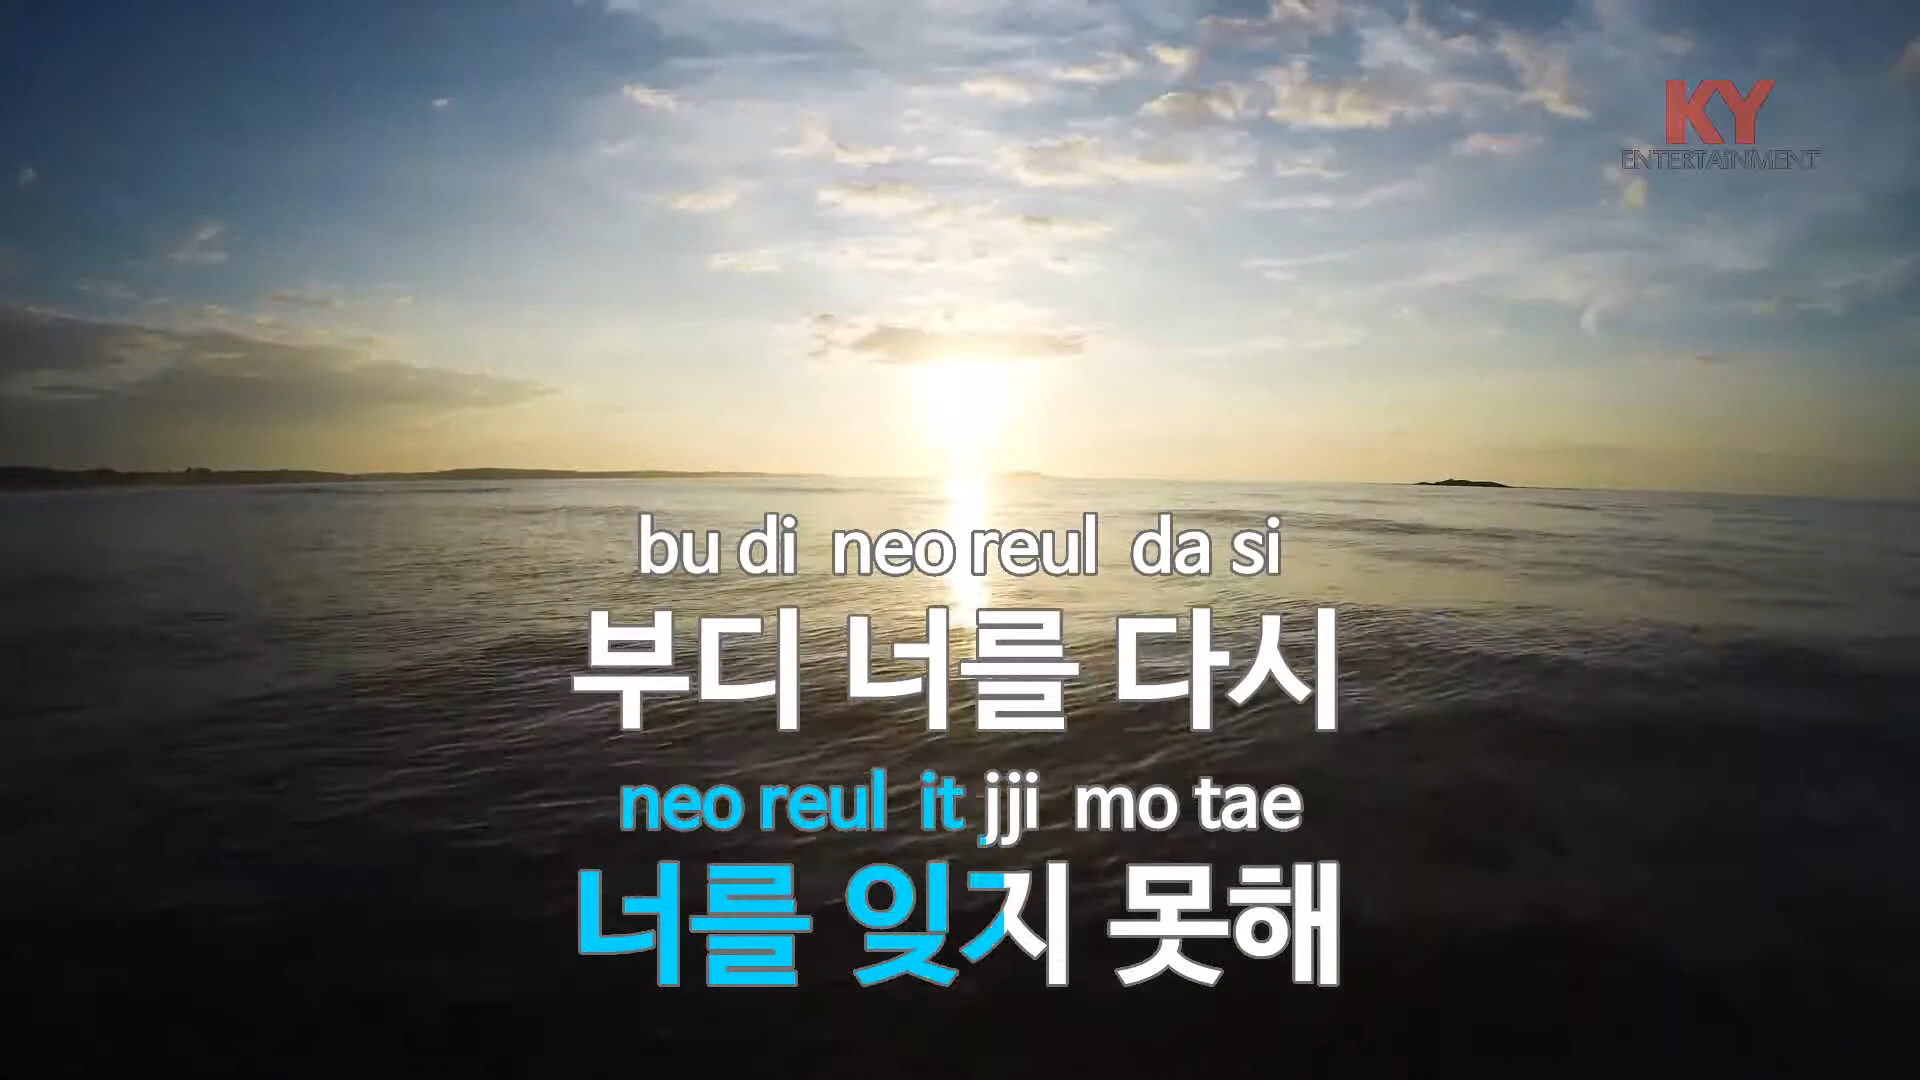 KY
ENTERTAINMENT
bu di neo reul da si
부디 너를 다시
neo reul it jji mo tae
너를 잊지 못해